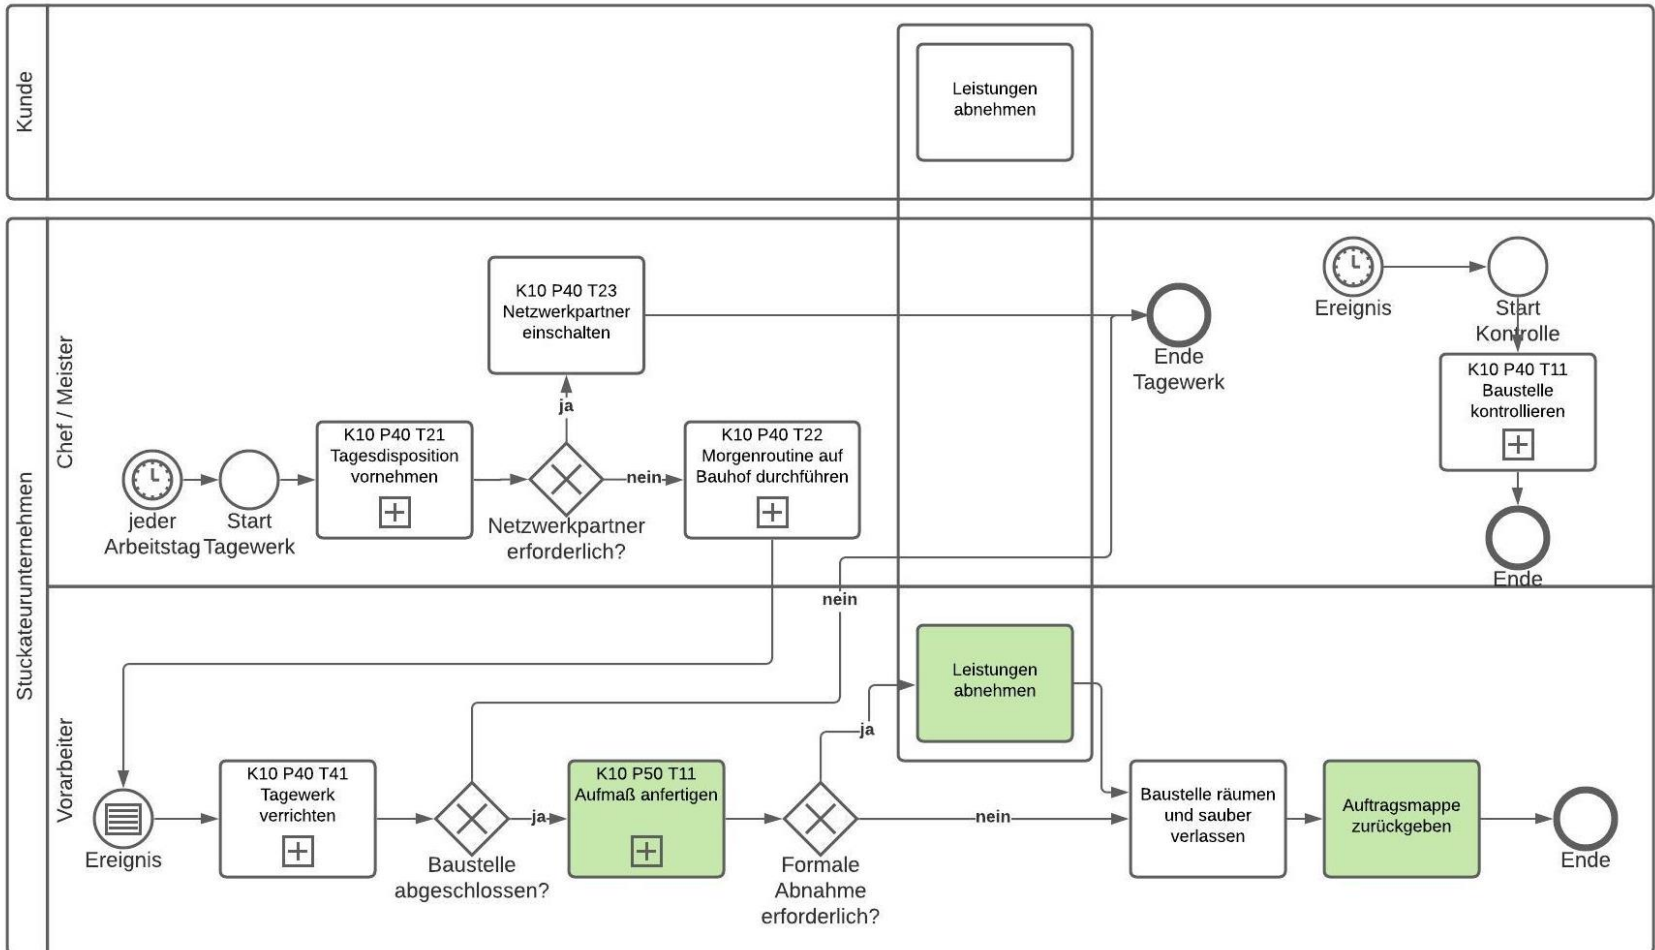 Kunde
Leistungen
abnehmen
Stuckateurunternehmen
Chef / Meister
K10 P40 T23
Netzwerkpartner
einschalten
ja
Ende
Tagewerk
Ereignis
Start
Kontrolle
K10 P40 T11
Baustelle
kontrollieren
Ende
jeder
Arbeitstag
Start
Tagewerk
K10 P40 T21
Tagesdisposition
vornehmen
Netzwerkpartner
erforderlich?
nein
K10 P40 T22
Morgenroutine auf
Bauhof durchführen
nein
Vorarbeiter
Ereignis
K10 P40 T41
Tagewerk
verrichten
Baustelle
abgeschlossen?
ja
K10 P50 T11
Aufmaß anfertigen
Formale
Abnahme
erforderlich?
ja
Leistungen
abnehmen
nein
Baustelle räumen
und sauber
verlassen
Auftragsmappe
zurückgeben
Ende